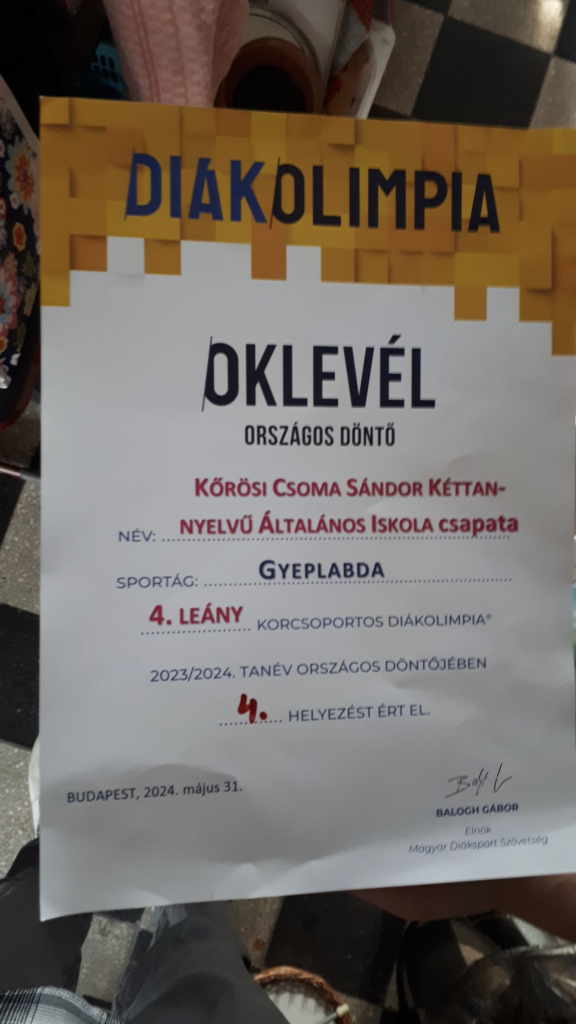 DIÁKOLIMPIA
OKLEVÉL
ORSZÁGOS DÖNTŐ
KŐRÖSI CSOMA SÁNDOR KÉTTAN-
NÉV: NYELVŰ ÁLTALÁNOS ISKOLA csapata
SPORTÁG: GYEPLABDA
4. LEÁNY KORCSOPORTOS DIÁKOLIMPIA®
2023/2024. TANÉV ORSZÁGOS DÖNTŐJÉBEN
4. HELYEZÉST ÉRT EL.
BUDAPEST, 2024. május 31.
BALOGH GÁBOR
Elnök
Magyar Diáksport Szövetség